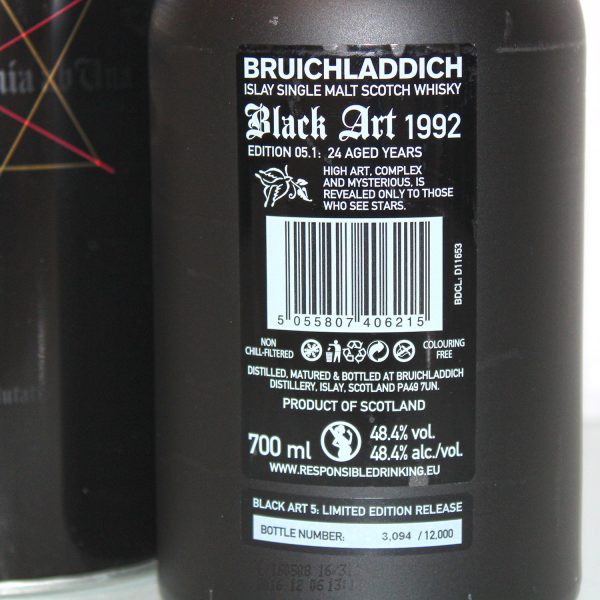 BRUICHLADDICH
ISLAY SINGLE MALT SCOTCH WHISKY
Black Art 1992
EDITION 05.1: 24 AGED YEARS
HIGH ART, COMPLEX
AND MYSTERIOUS, IS
REVEALED ONLY TO THOSE
WHO SEE STARS.
5 055807 406215
BDCL: D11653
NON
CHILL-FILTERED
COLOURING
FREE
DISTILLED, MATURED & BOTTLED AT BRUICHLADDICH
DISTILLERY, ISLAY, SCOTLAND PA49 7UN.
PRODUCT OF SCOTLAND
700 ml
48.4% vol.
48.4% alc./vol.
WWW.RESPONSIBLEDRINKING.EU
BLACK ART 5: LIMITED EDITION RELEASE
BOTTLE NUMBER: 3,094 / 12,000